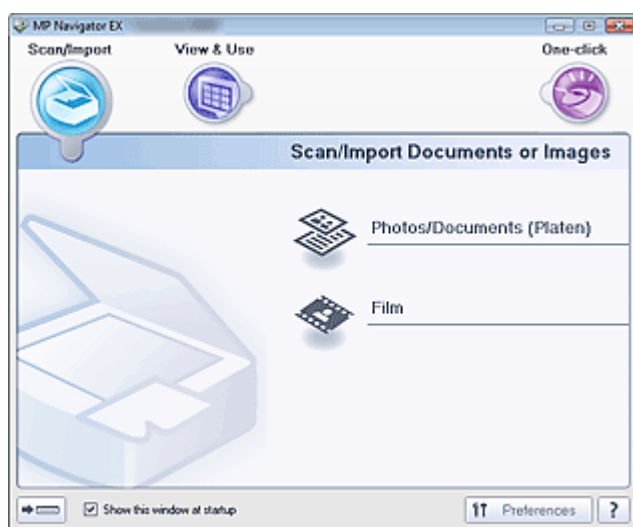 MP Navigator EX
Scan/Import
View & Use
One-click
Scan/Import Documents or Images
Photos/Documents (Platen)
Film
Show this window at startup
Preferences
?